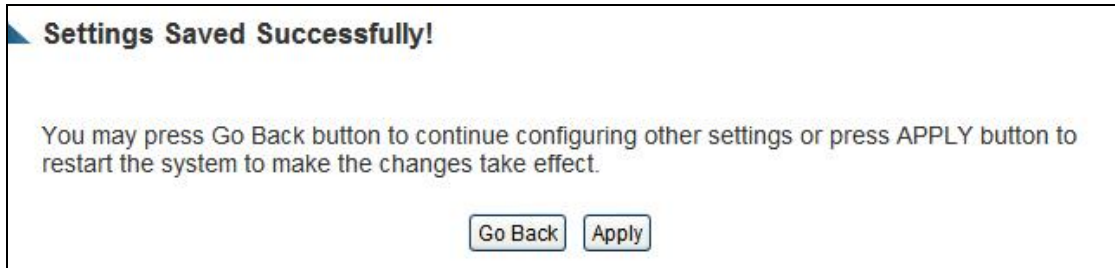 Settings Saved Successfully!
You may press Go Back button to continue configuring other settings or press APPLY button to
restart the system to make the changes take effect.
Go Back Apply